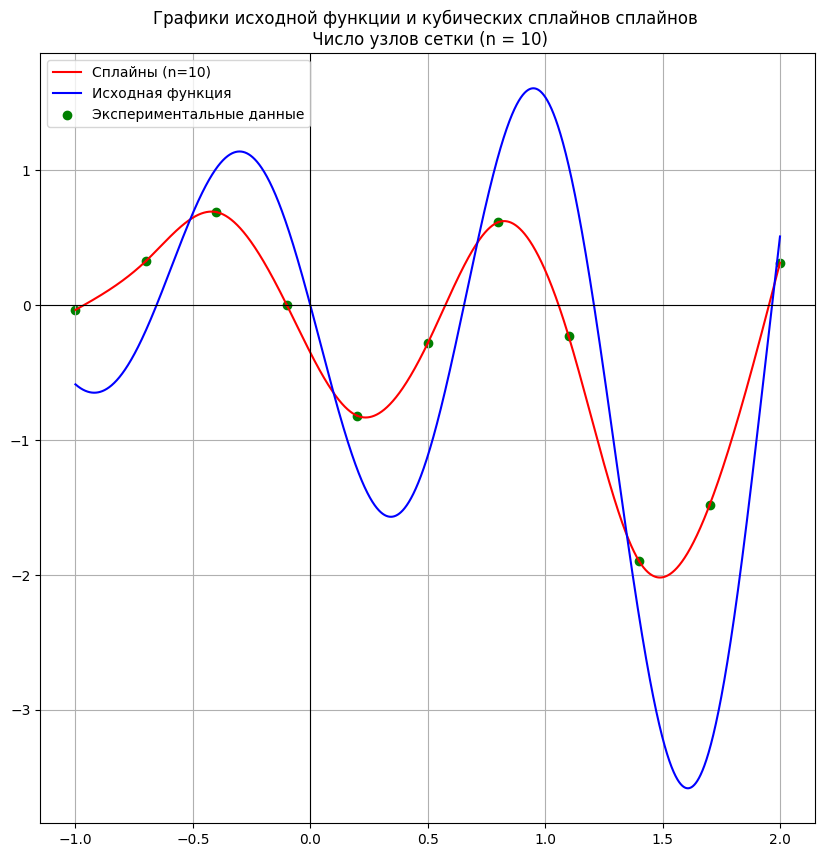 Графики исходной функции и кубических сплайнов сплайнов
Число узлов сетки (n = 10)
Сплайны (n=10)
Исходная функция
Экспериментальные данные
1
0
−1
−2
−3
−1.0 −0.5 0.0 0.5 1.0 1.5 2.0